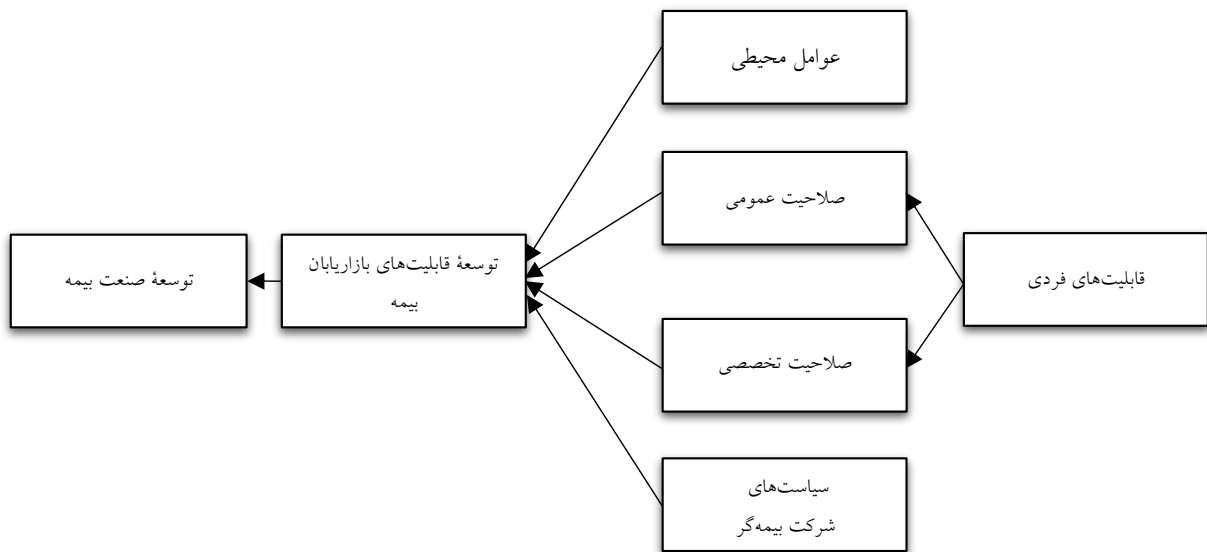 عوامل محیطی
صلاحیت عمومی
قابلیت‌های فردی
توسعهٔ قابلیت‌های بازاریابان
بیمه
توسعهٔ صنعت بیمه
صلاحیت تخصصی
سیاست‌های
شرکت بیمه‌گر